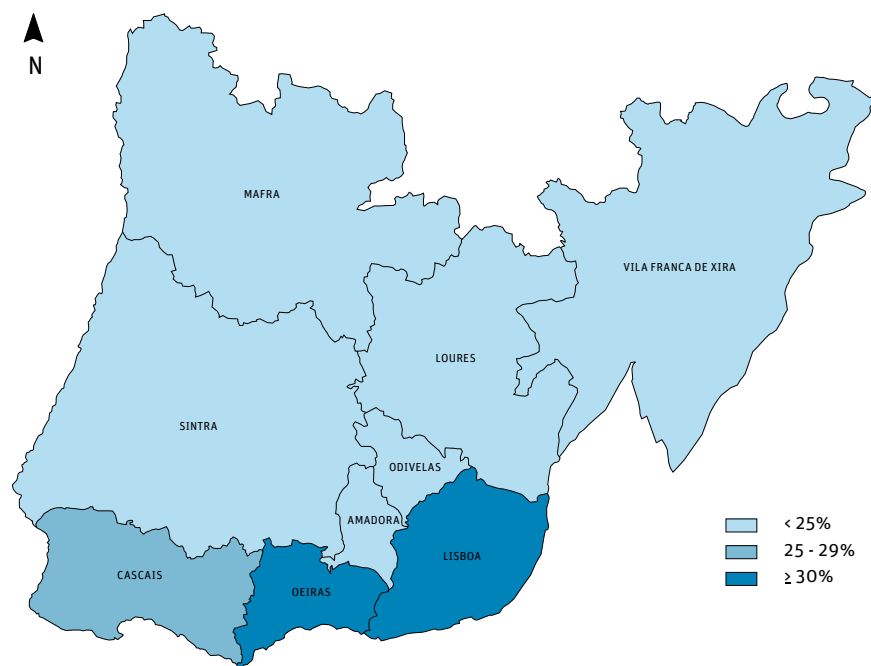 N
MAFRA
VILA FRANCA DE XIRA
LOURES
SINTRA
ODIVELAS
AMADORA
LISBOA
CASCAIS
OEIRAS
< 25%
25 - 29%
≥ 30%